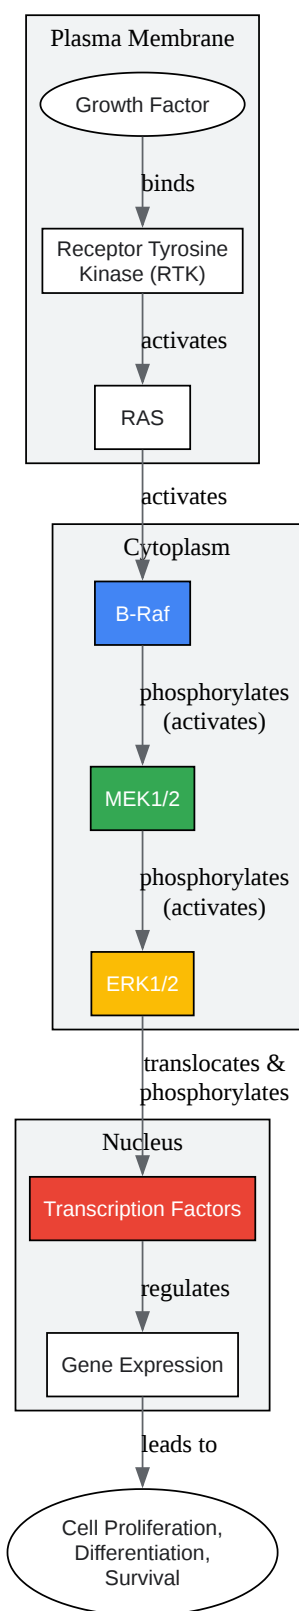 Plasma Membrane
Growth Factor
binds
Receptor Tyrosine
Kinase (RTK)
activates
RAS
activates
Cytoplasm
B-Raf
phosphorylates
(activates)
MEK1/2
phosphorylates
(activates)
ERK1/2
translocates &
phosphorylates
Nucleus
Transcription Factors
regulates
Gene Expression
leads to
Cell Proliferation,
Differentiation,
Survival